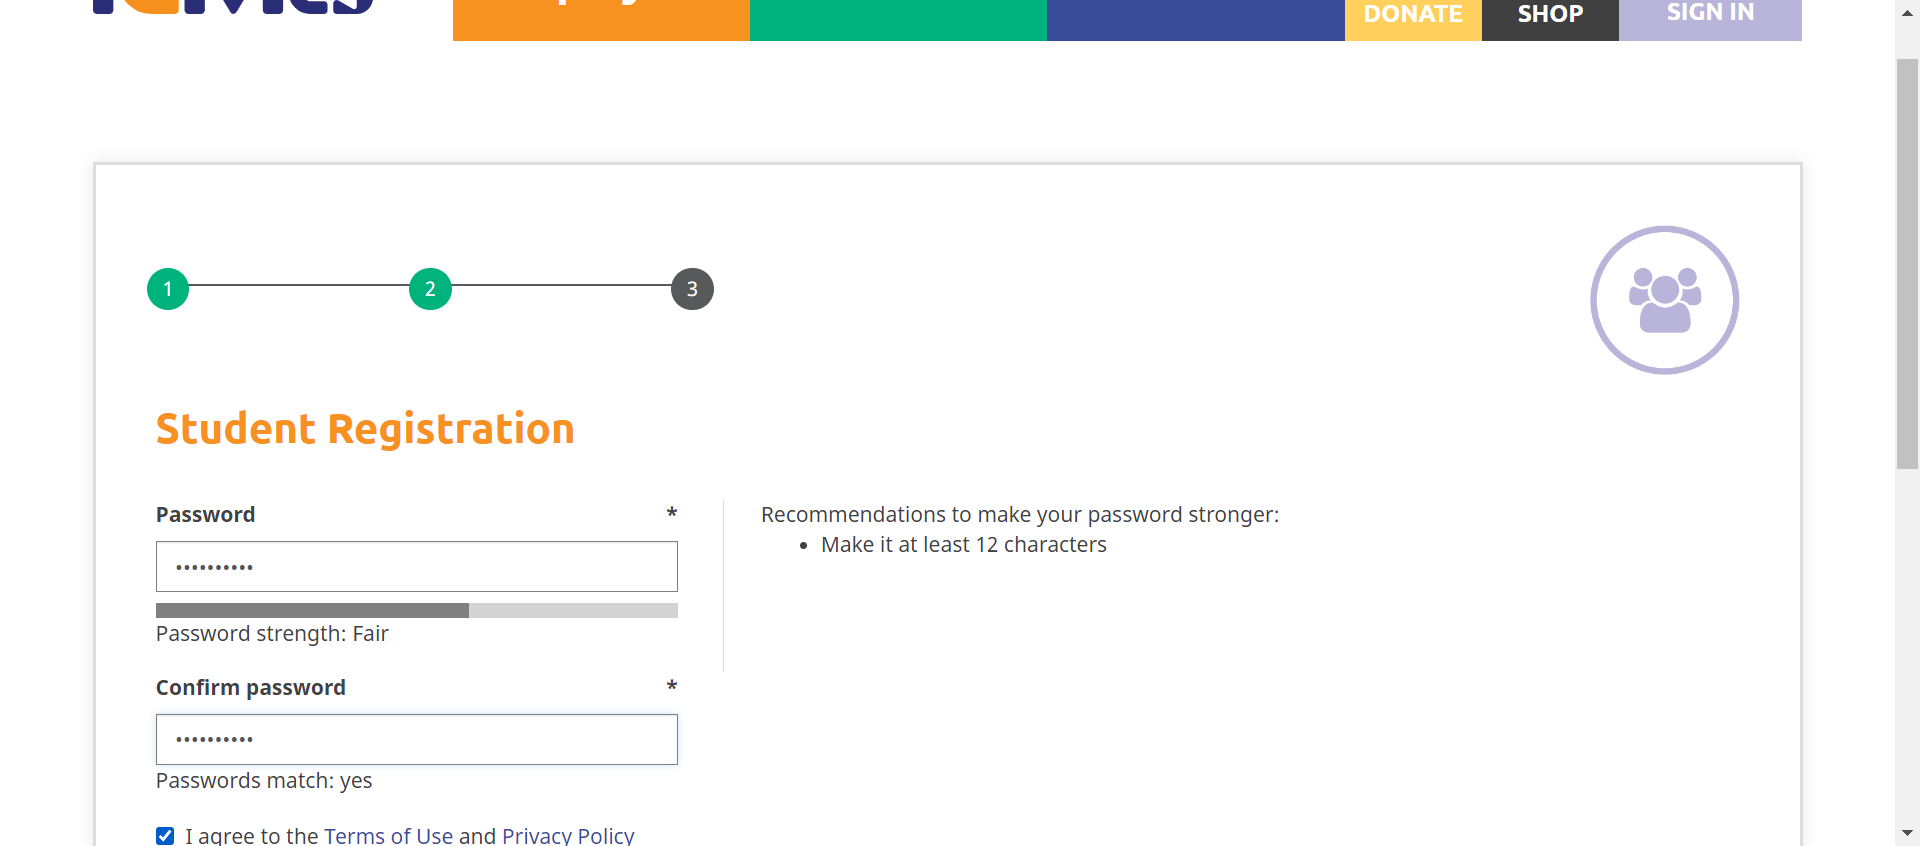 DONATE
SHOP
SIGN IN
1
2
3
Student Registration
Password *
••••••••••
Password strength: Fair
Confirm password *
••••••••••
Passwords match: yes
I agree to the Terms of Use and Privacy Policy
Recommendations to make your password stronger:
• Make it at least 12 characters